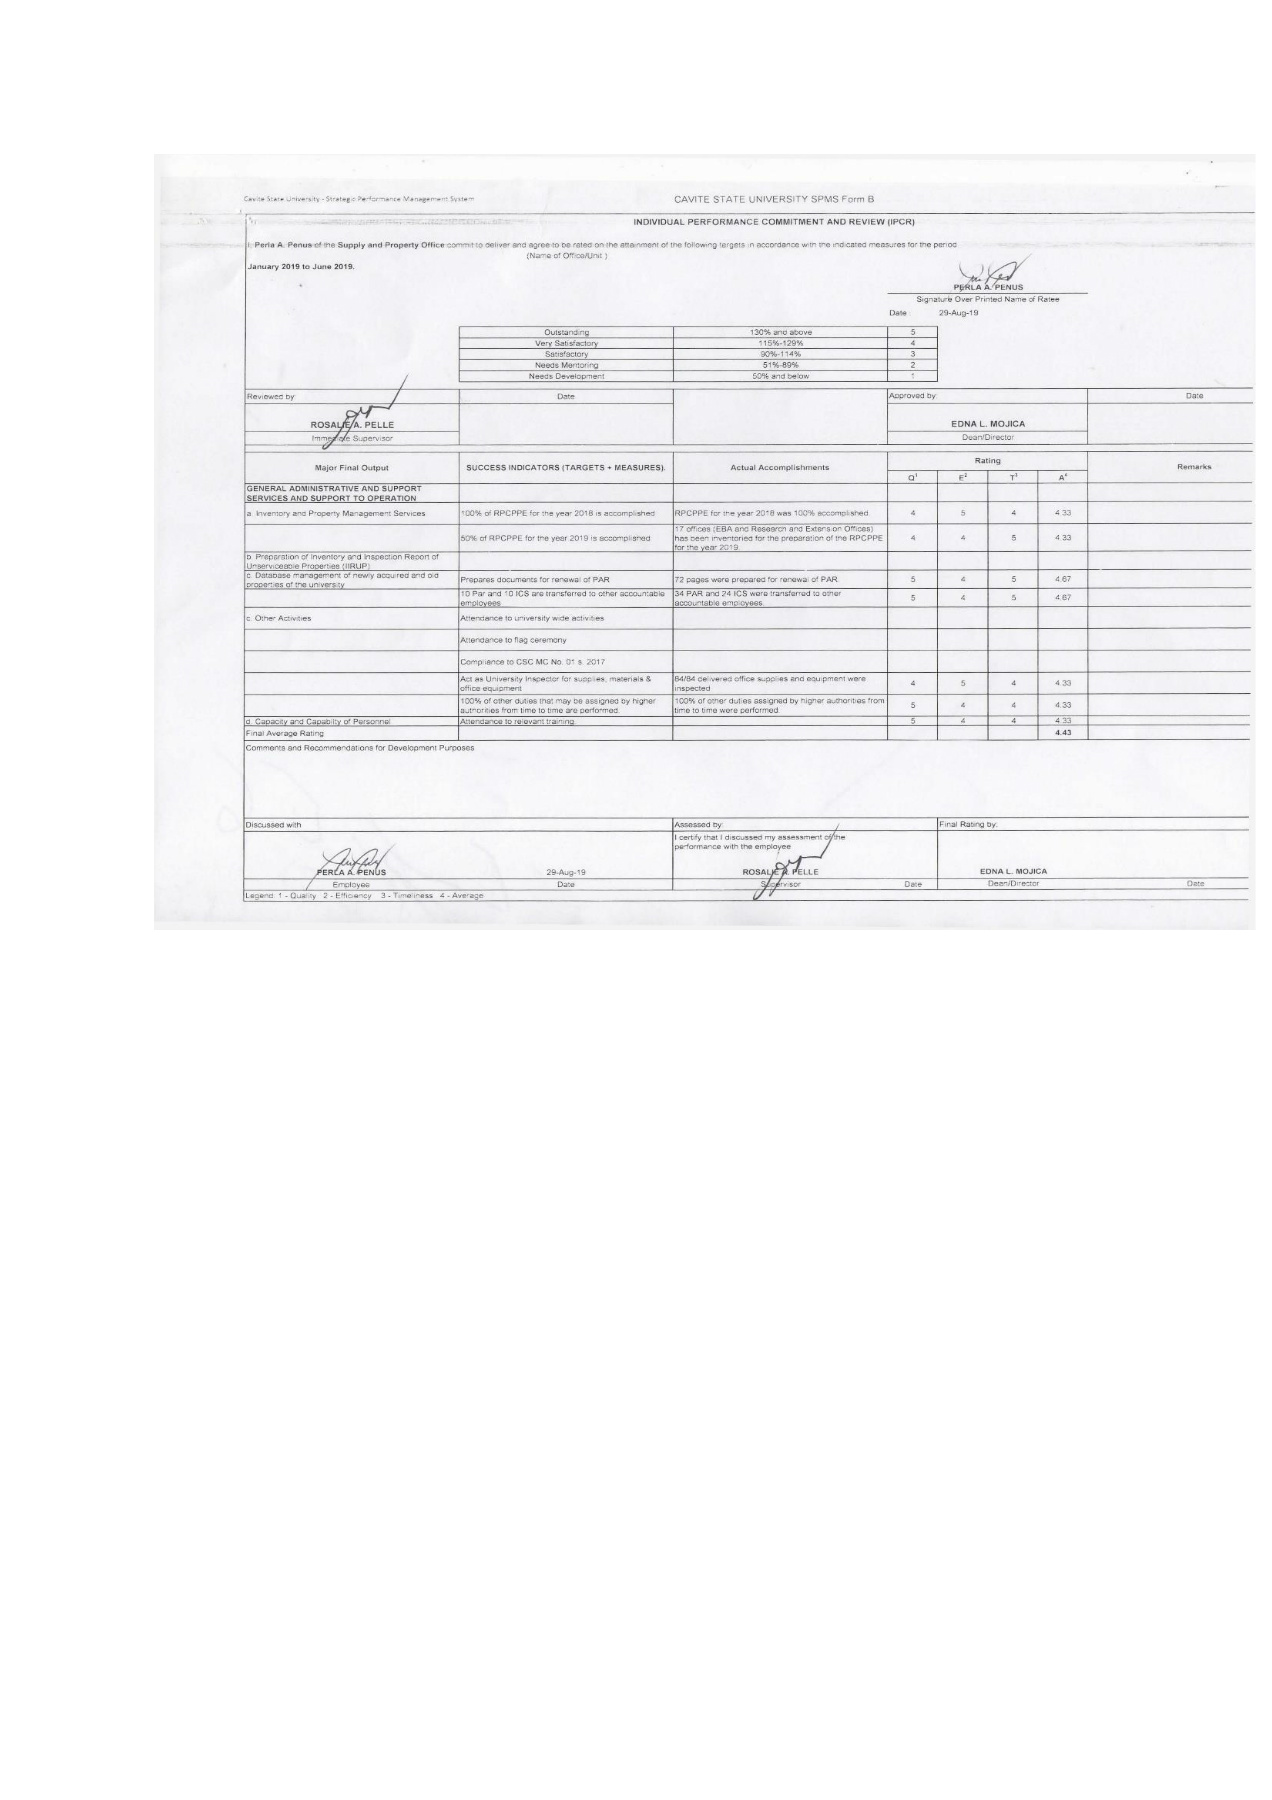 Cavite State University - Strategic Performance Management System
CAVITE STATE UNIVERSITY SPMS Form B
INDIVIDUAL PERFORMANCE COMMITMENT AND REVIEW (IPCR)
I, Perla A. Penus of the Supply and Property Office commit to deliver and agree to be rated on the attainment of the following targets in accordance with the indicated measures for the period
(Name of Office/Unit )
January 2019 to June 2019.
PERLA A. PENUS
Signature Over Printed Name of Ratee
Date 29-Aug-19
Outstanding 130% and above 5
Very Satisfactory 115%-129% 4
Satisfactory 90%-114% 3
Needs Mentoring 51%-89% 2
Needs Development 50% and below 1
Reviewed by: Date Approved by: Date
ROSALIE A. PELLE EDNA L. MOJICA
Immediate Supervisor Dean/Director
Major Final Output SUCCESS INDICATORS (TARGETS + MEASURES). Actual Accomplishments Rating Remarks
Q¹ E² T³ A⁴
GENERAL ADMINISTRATIVE AND SUPPORT
SERVICES AND SUPPORT TO OPERATION
a. Inventory and Property Management Services 100% of RPCPPE for the year 2018 is accomplished RPCPPE for the year 2018 was 100% accomplished 4 5 4 4.33
50% of RPCPPE for the year 2019 is accomplished 17 offices (EBA and Research and Extension Offices)
has been inventoried for the preparation of the RPCPPE
for the year 2019. 4 4 5 4.33
b. Preparation of Inventory and Inspection Report of
Unserviceable Properties (IIRUP)
c. Database management of newly acquired and old
properties of the university Prepares documents for renewal of PAR 72 pages were prepared for renewal of PAR 5 4 5 4.67
10 Par and 10 ICS are transferred to other accountable
employees 34 PAR and 24 ICS were transferred to other
accountable employees 5 4 5 4.67
c. Other Activities Attendance to university wide activities
Attendance to flag ceremony
Compliance to CSC MC No. 01 s. 2017
Act as University Inspector for supplies, materials &
office equipment 64/64 delivered office supplies and equipment were
inspected 4 5 4 4.33
100% of other duties that may be assigned by higher
authorities from time to time are performed. 100% of other duties assigned by higher authorities from
time to time were performed. 5 4 4 4.33
d. Capacity and Capabilty of Personnel Attendance to relevant training. 5 4 4 4.33
Final Average Rating 4.43
Comments and Recommendations for Development Purposes
Discussed with Assessed by: Final Rating by:
I certify that I discussed my assessment of the
performance with the employee
PERLA A. PENUS 29-Aug-19 ROSALIE A. PELLE EDNA L. MOJICA
Employee Date Supervisor Date Dean/Director Date
Legend: 1 - Quality 2 - Efficiency 3 - Timeliness 4 - Average